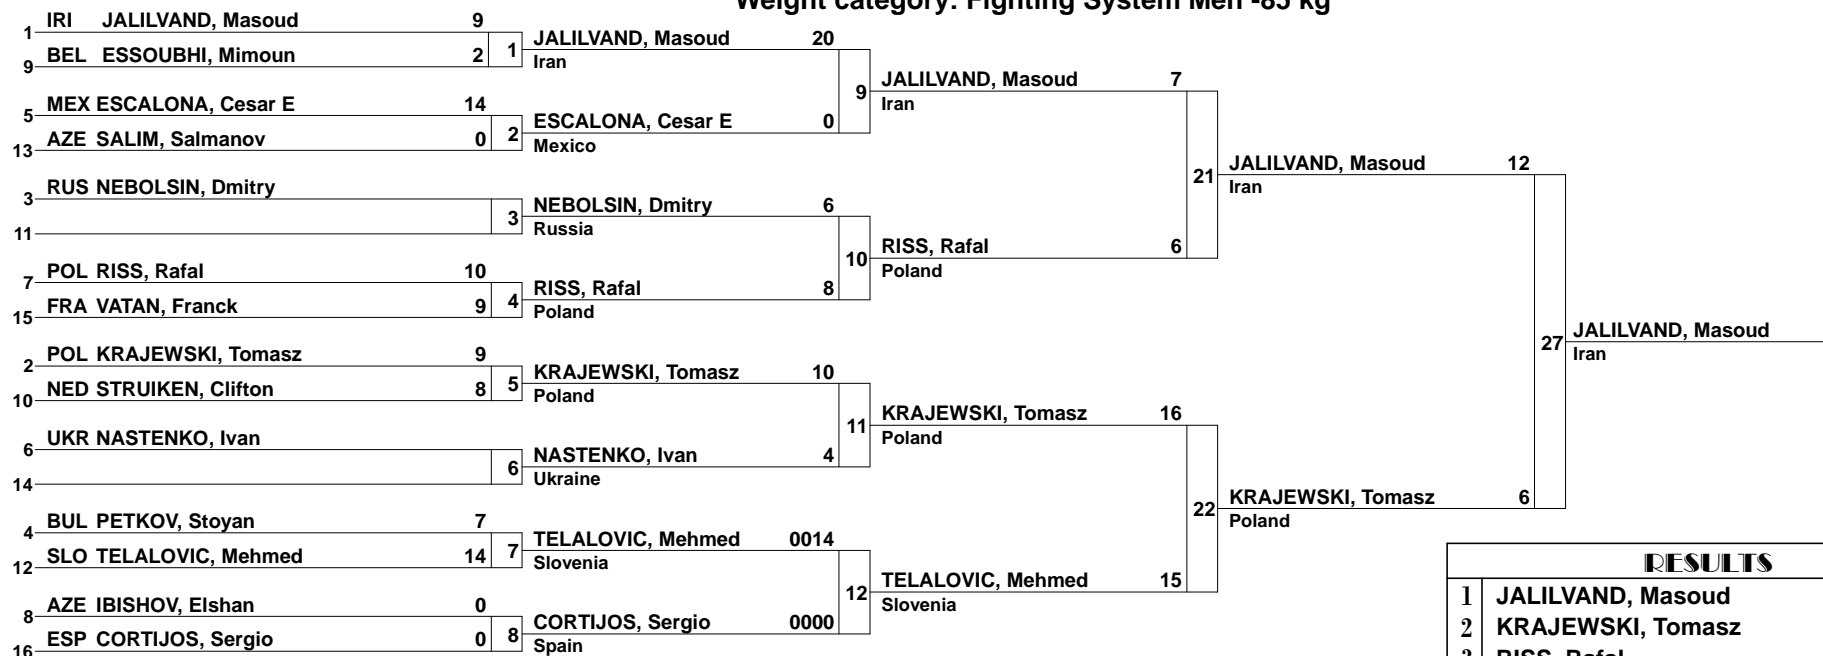 Weight category: Fighting System Men -85 kg
1 IRI JALILVAND, Masoud 9
9 BEL ESSOUBHI, Mimoun 2
1
JALILVAND, Masoud 20
Iran
5 MEX ESCALONA, Cesar E 14
13 AZE SALIM, Salmanov 0
2
ESCALONA, Cesar E 0
Mexico
9
JALILVAND, Masoud 7
Iran
3 RUS NEBOLSIN, Dmitry
11
3
NEBOLSIN, Dmitry 6
Russia
7 POL RISS, Rafal 10
15 FRA VATAN, Franck 9
4
RISS, Rafal 8
Poland
10
RISS, Rafal 6
Poland
21
JALILVAND, Masoud 12
Iran
2 POL KRAJEWSKI, Tomasz 9
10 NED STRUIKEN, Clifton 8
5
KRAJEWSKI, Tomasz 10
Poland
6 UKR NASTENKO, Ivan
14
6
NASTENKO, Ivan 4
Ukraine
11
KRAJEWSKI, Tomasz 16
Poland
4 BUL PETKOV, Stoyan 7
12 SLO TELALOVIC, Mehmed 14
7
TELALOVIC, Mehmed 0014
Slovenia
8 AZE IBISHOV, Elshan 0
16 ESP CORTIJOS, Sergio 0
8
CORTIJOS, Sergio 0000
Spain
12
TELALOVIC, Mehmed 15
Slovenia
22
KRAJEWSKI, Tomasz 6
Poland
27
JALILVAND, Masoud
Iran
RESULTS
1 JALILVAND, Masoud
2 KRAJEWSKI, Tomasz
3 RISS, Rafal